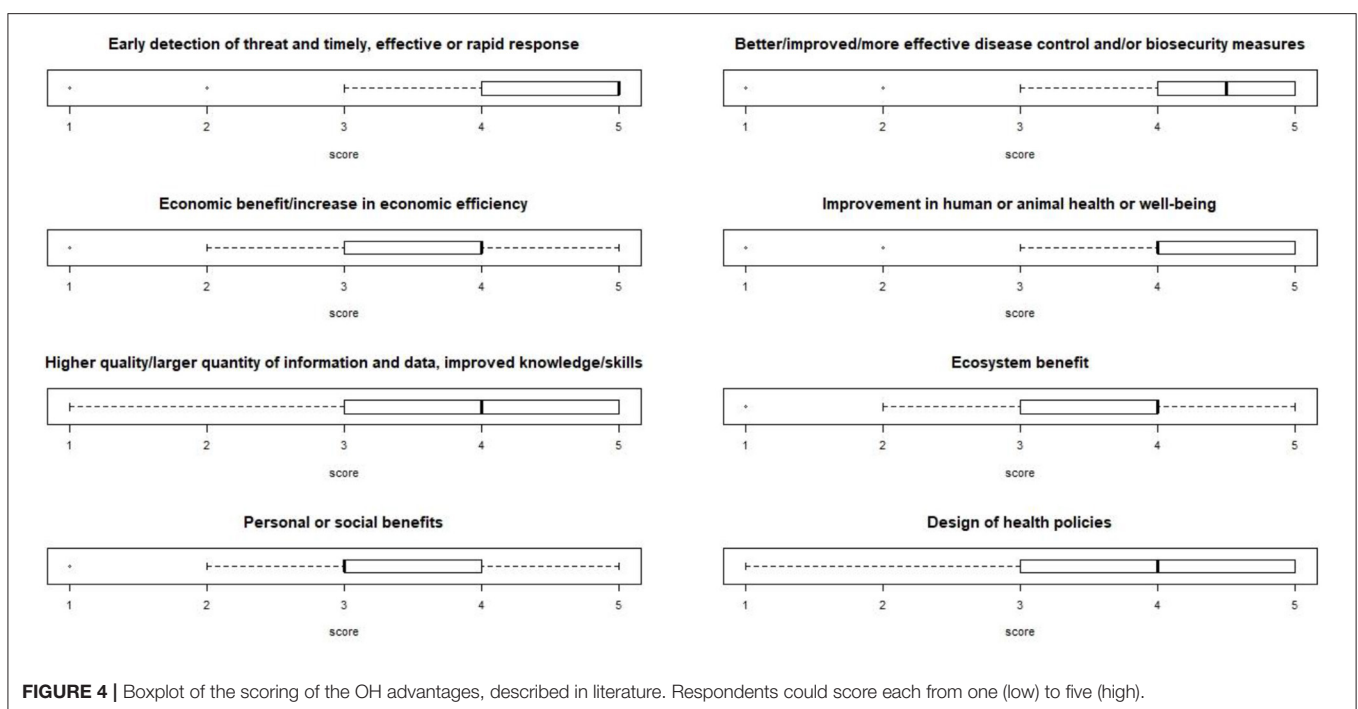 Early detection of threat and timely, effective or rapid response
1 2 3 4 5
score
Better/improved/more effective disease control and/or biosecurity measures
1 2 3 4 5
score
Economic benefit/increase in economic efficiency
1 2 3 4 5
score
Improvement in human or animal health or well-being
1 2 3 4 5
score
Higher quality/larger quantity of information and data, improved knowledge/skills
1 2 3 4 5
score
Ecosystem benefit
1 2 3 4 5
score
Personal or social benefits
1 2 3 4 5
score
Design of health policies
1 2 3 4 5
score
FIGURE 4 | Boxplot of the scoring of the OH advantages, described in literature. Respondents could score each from one (low) to five (high).